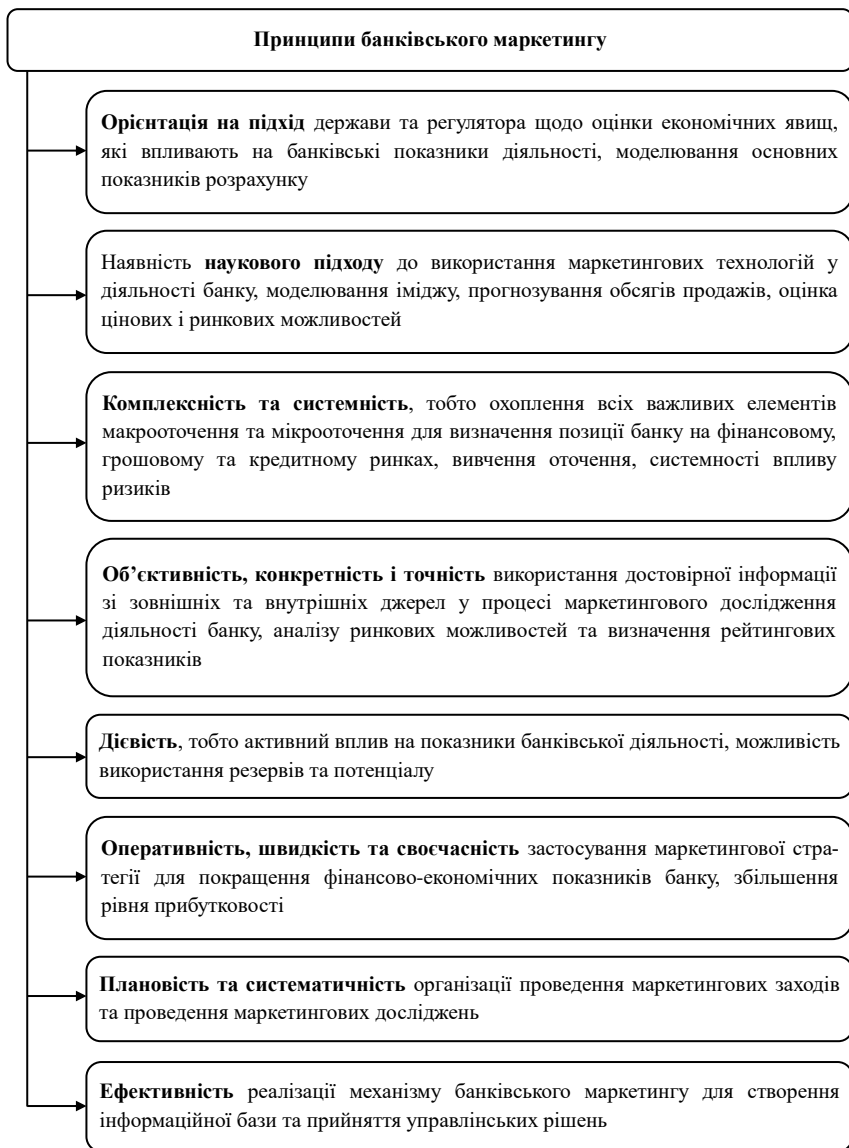 Принципи банківського маркетингу
Орієнтація на підхід держави та регулятора щодо оцінки економічних явищ,
які впливають на банківські показники діяльності, моделювання основних
показників розрахунку
Наявність наукового підходу до використання маркетингових технологій у
діяльності банку, моделювання іміджу, прогнозування обсягів продажів, оцінка
цінових і ринкових можливостей
Комплексність та системність, тобто охоплення всіх важливих елементів
макрооточення та мікрооточення для визначення позиції банку на фінансовому,
грошовому та кредитному ринках, вивчення оточення, системності впливу
ризиків
Об’єктивність, конкретність і точність використання достовірної інформації
зі зовнішніх та внутрішніх джерел у процесі маркетингового дослідження
діяльності банку, аналізу ринкових можливостей та визначення рейтингових
показників
Дієвість, тобто активний вплив на показники банківської діяльності, можливість
використання резервів та потенціалу
Оперативність, швидкість та своєчасність застосування маркетингової стра-
тегії для покращення фінансово-економічних показників банку, збільшення
рівня прибутковості
Плановість та систематичність організації проведення маркетингових заходів
та проведення маркетингових досліджень
Ефективність реалізації механізму банківського маркетингу для створення
інформаційної бази та прийняття управлінських рішень